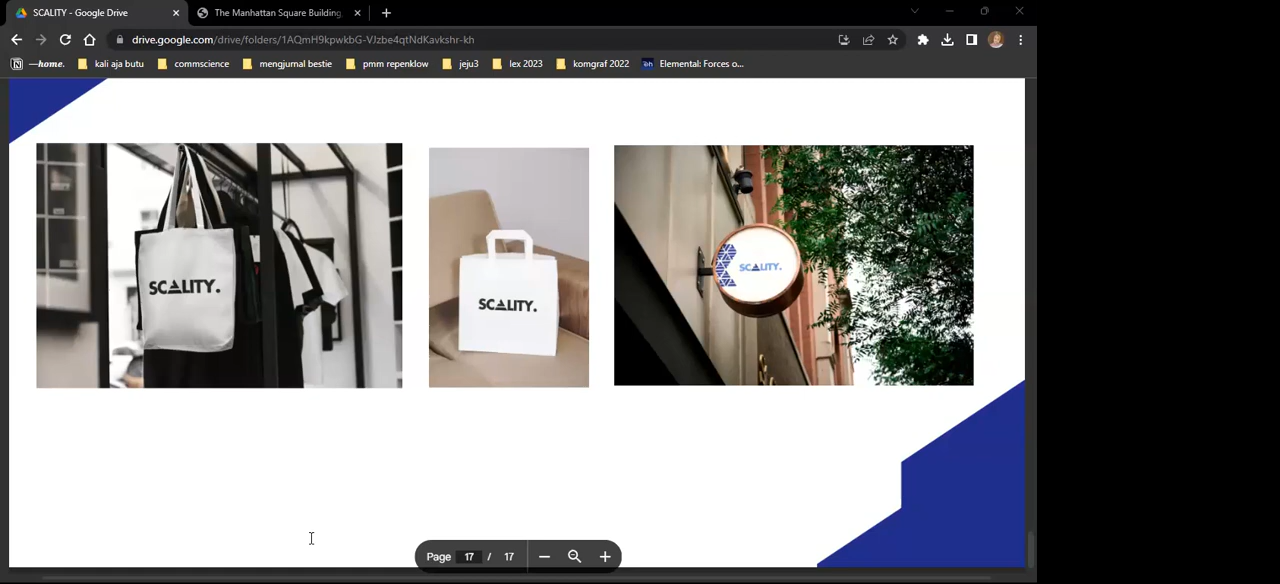 SCALITY - Google Drive
The Manhattan Square Building
drive.google.com/drive/folders/1AQmH9kpwkbG-VJzbe4qtNdKavkshr-kh
—home.
kali aja butu
commscience
mengjurnal bestie
pmm repenklow
jeju3
lex 2023
komgraf 2022
Elemental: Forces o...
SCALITY.
SCALITY.
SCALITY.
Page 17 / 17